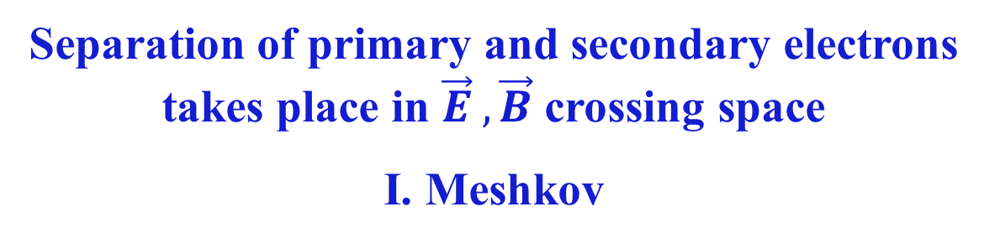 Separation of primary and secondary electrons
takes place in E⃗ , B⃗ crossing space
I. Meshkov